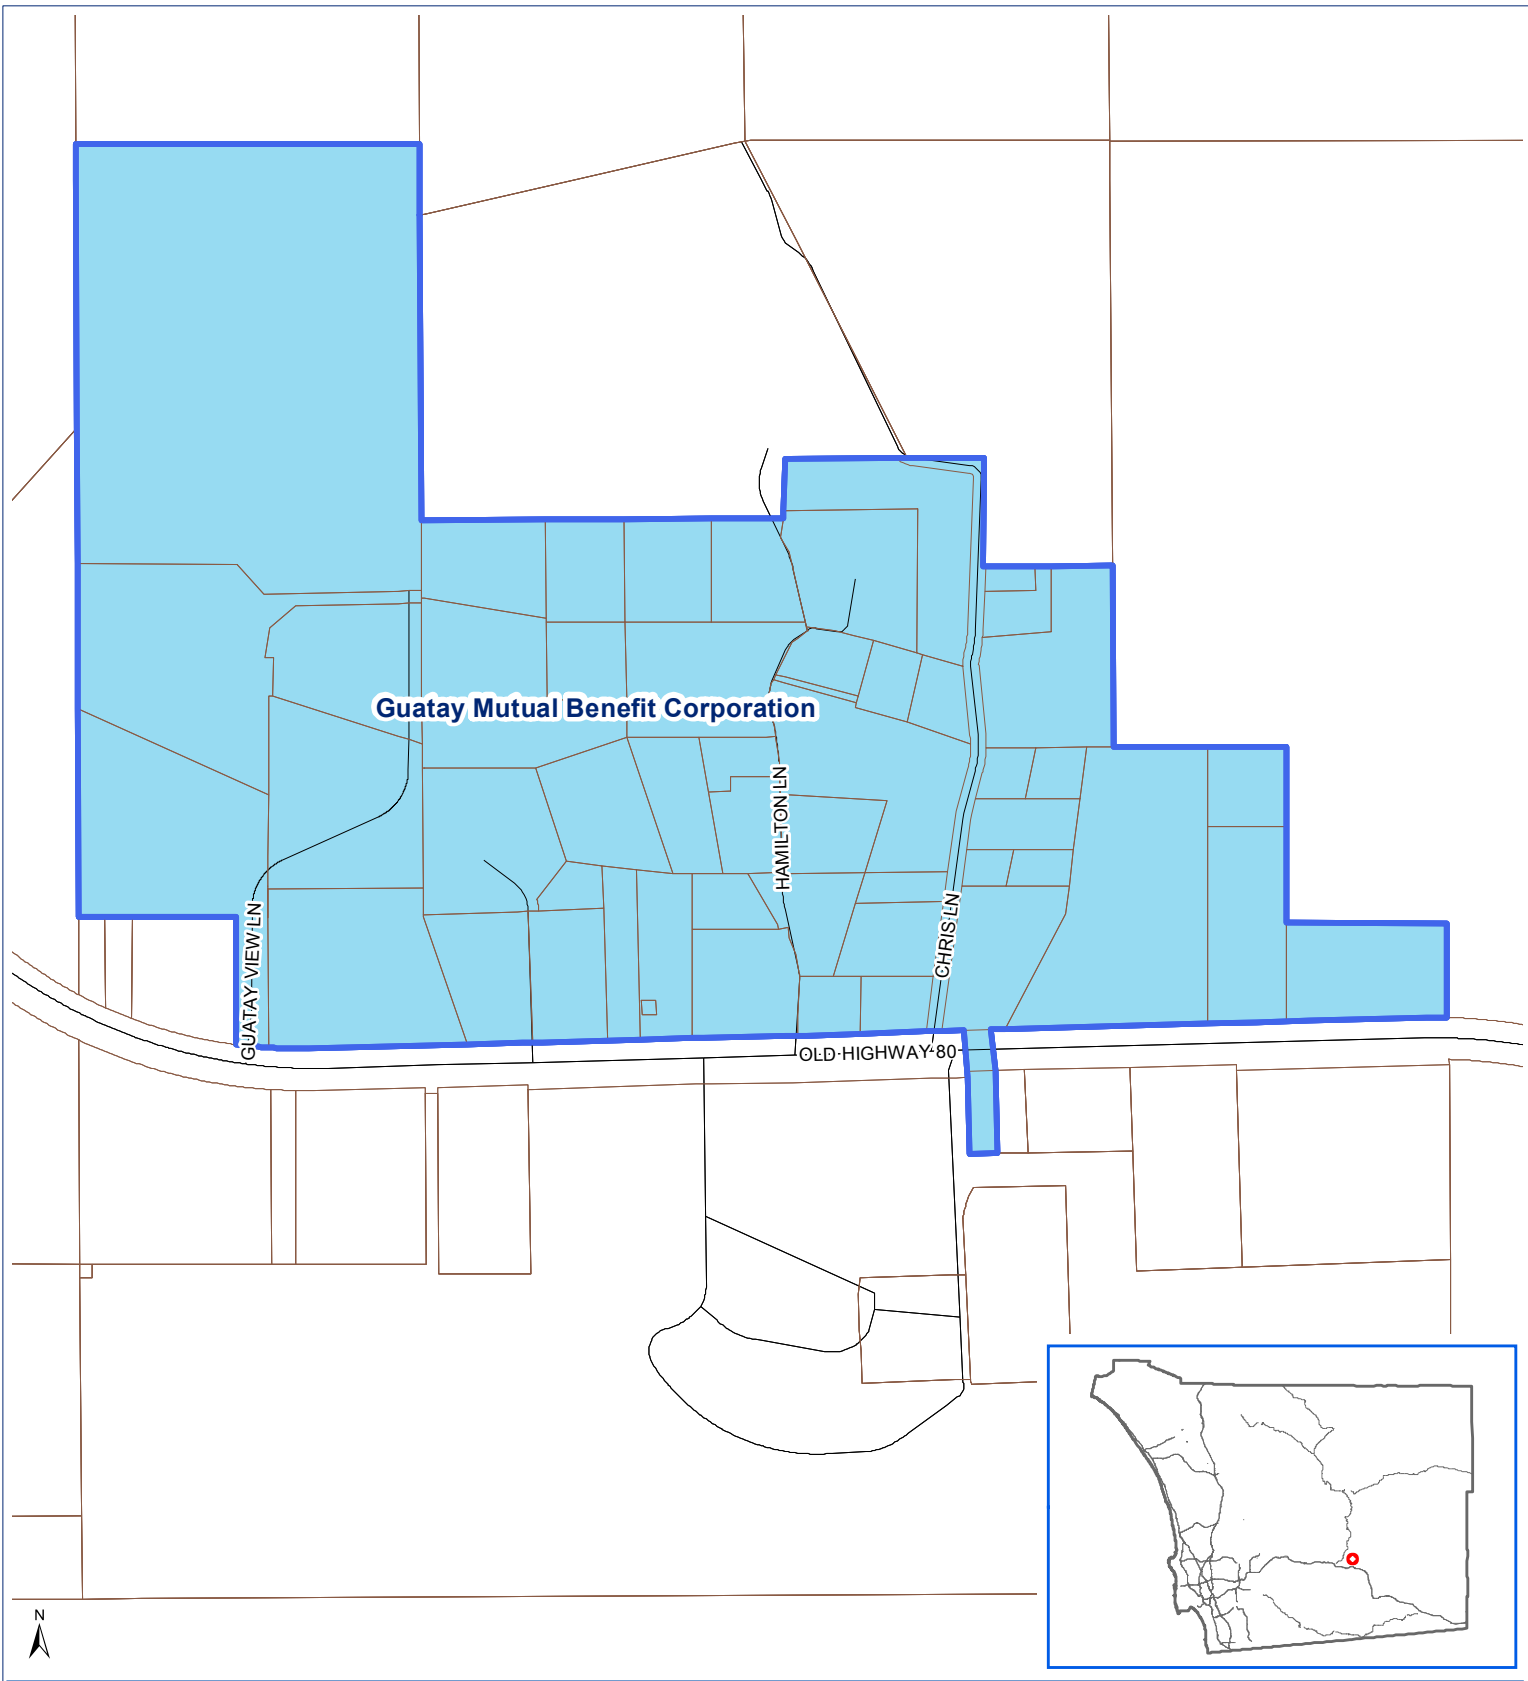 Guatay Mutual Benefit Corporation
HAMILTON LN
CHRIS LN
GUATAY VIEW LN
OLD HIGHWAY 80
N